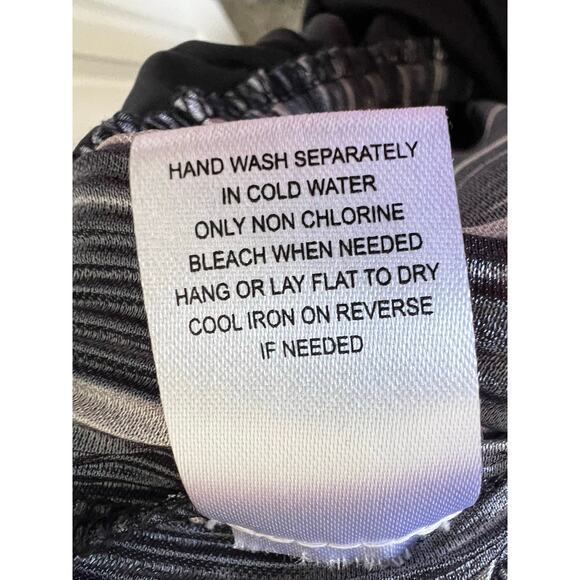 HAND WASH SEPARATELY
IN COLD WATER
ONLY NON CHLORINE
BLEACH WHEN NEEDED
HANG OR LAY FLAT TO DRY
COOL IRON ON REVERSE
IF NEEDED